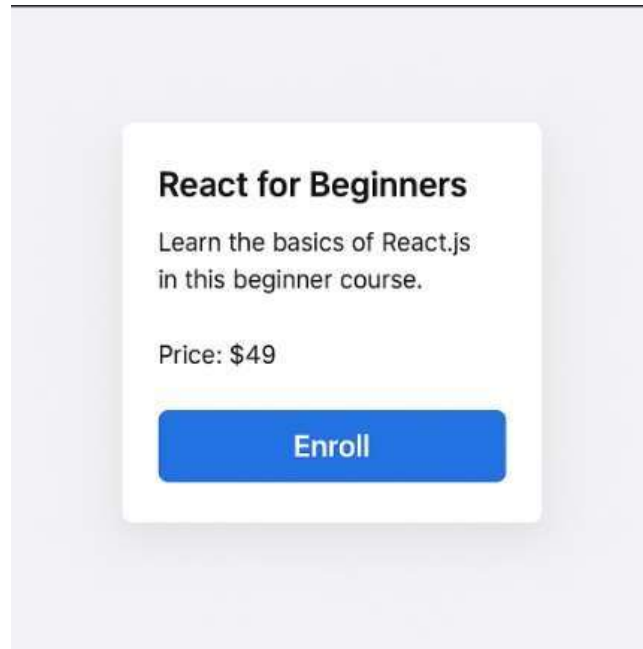 React for Beginners
Learn the basics of React.js
in this beginner course.
Price: $49
Enroll